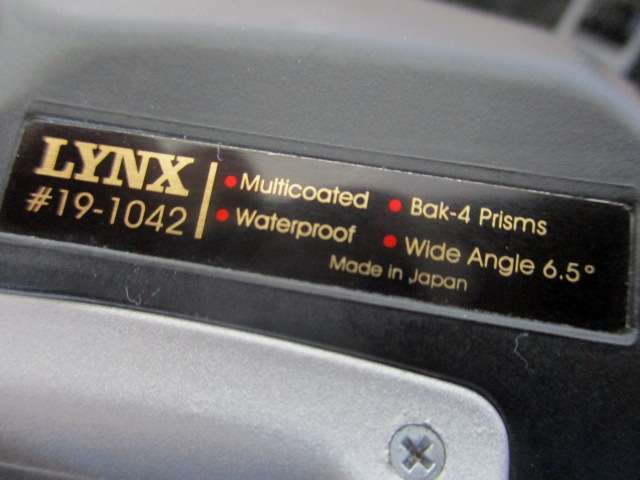 LYNX
#19-1042
• Multicoated
• Waterproof
• Bak-4 Prisms
• Wide Angle 6.5°
Made in Japan